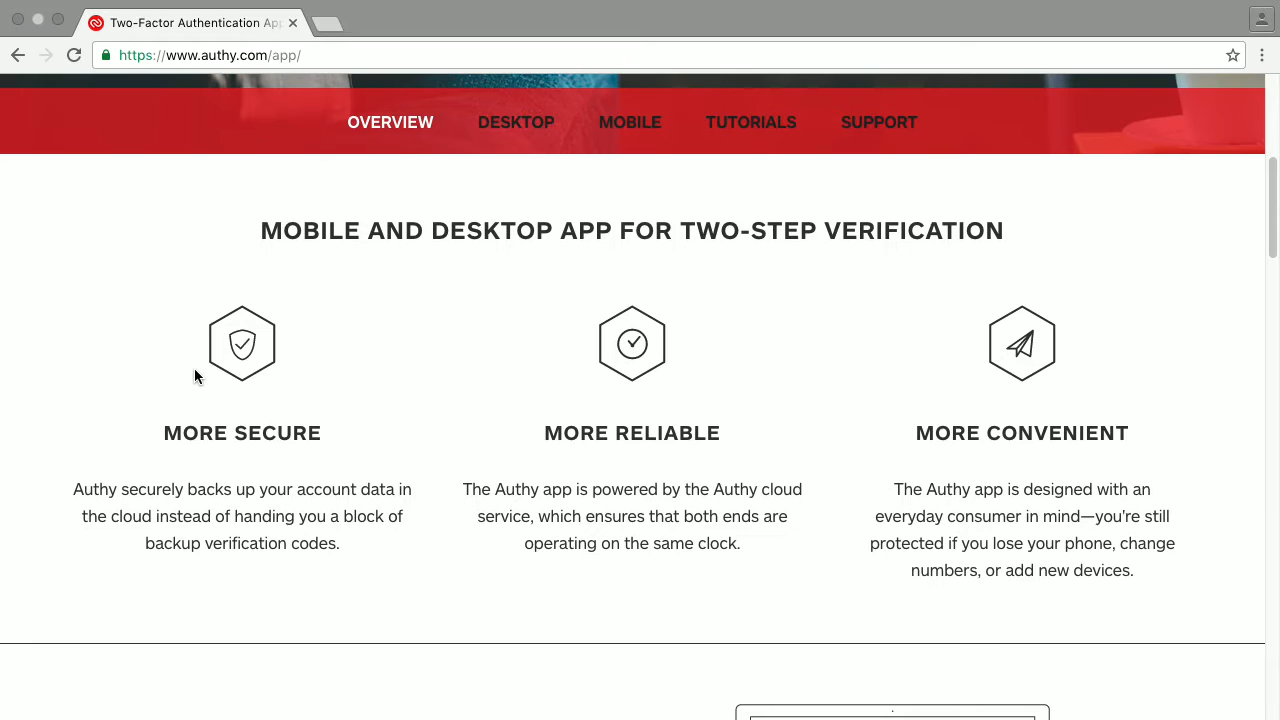 Two-Factor Authentication Ap
https://www.authy.com/app/
OVERVIEW DESKTOP MOBILE TUTORIALS SUPPORT
MOBILE AND DESKTOP APP FOR TWO-STEP VERIFICATION
MORE SECURE
Authy securely backs up your account data in
the cloud instead of handing you a block of
backup verification codes.
MORE RELIABLE
The Authy app is powered by the Authy cloud
service, which ensures that both ends are
operating on the same clock.
MORE CONVENIENT
The Authy app is designed with an
everyday consumer in mind—you're still
protected if you lose your phone, change
numbers, or add new devices.